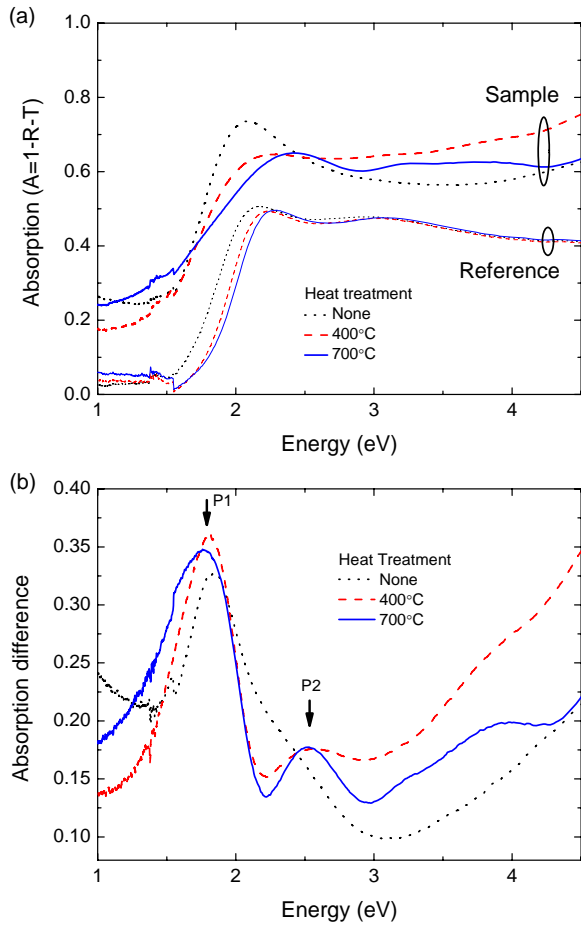 (a)
1.0
0.8
0.6
0.4
0.2
0.0
Absorption (A=1-R-T)
Sample
Reference
Heat treatment
None
400°C
700°C
1 2 3 4
Energy (eV)
(b)
0.40
0.35
0.30
0.25
0.20
0.15
0.10
Absorption difference
P1
P2
Heat Treatment
None
400°C
700°C
1 2 3 4
Energy (eV)